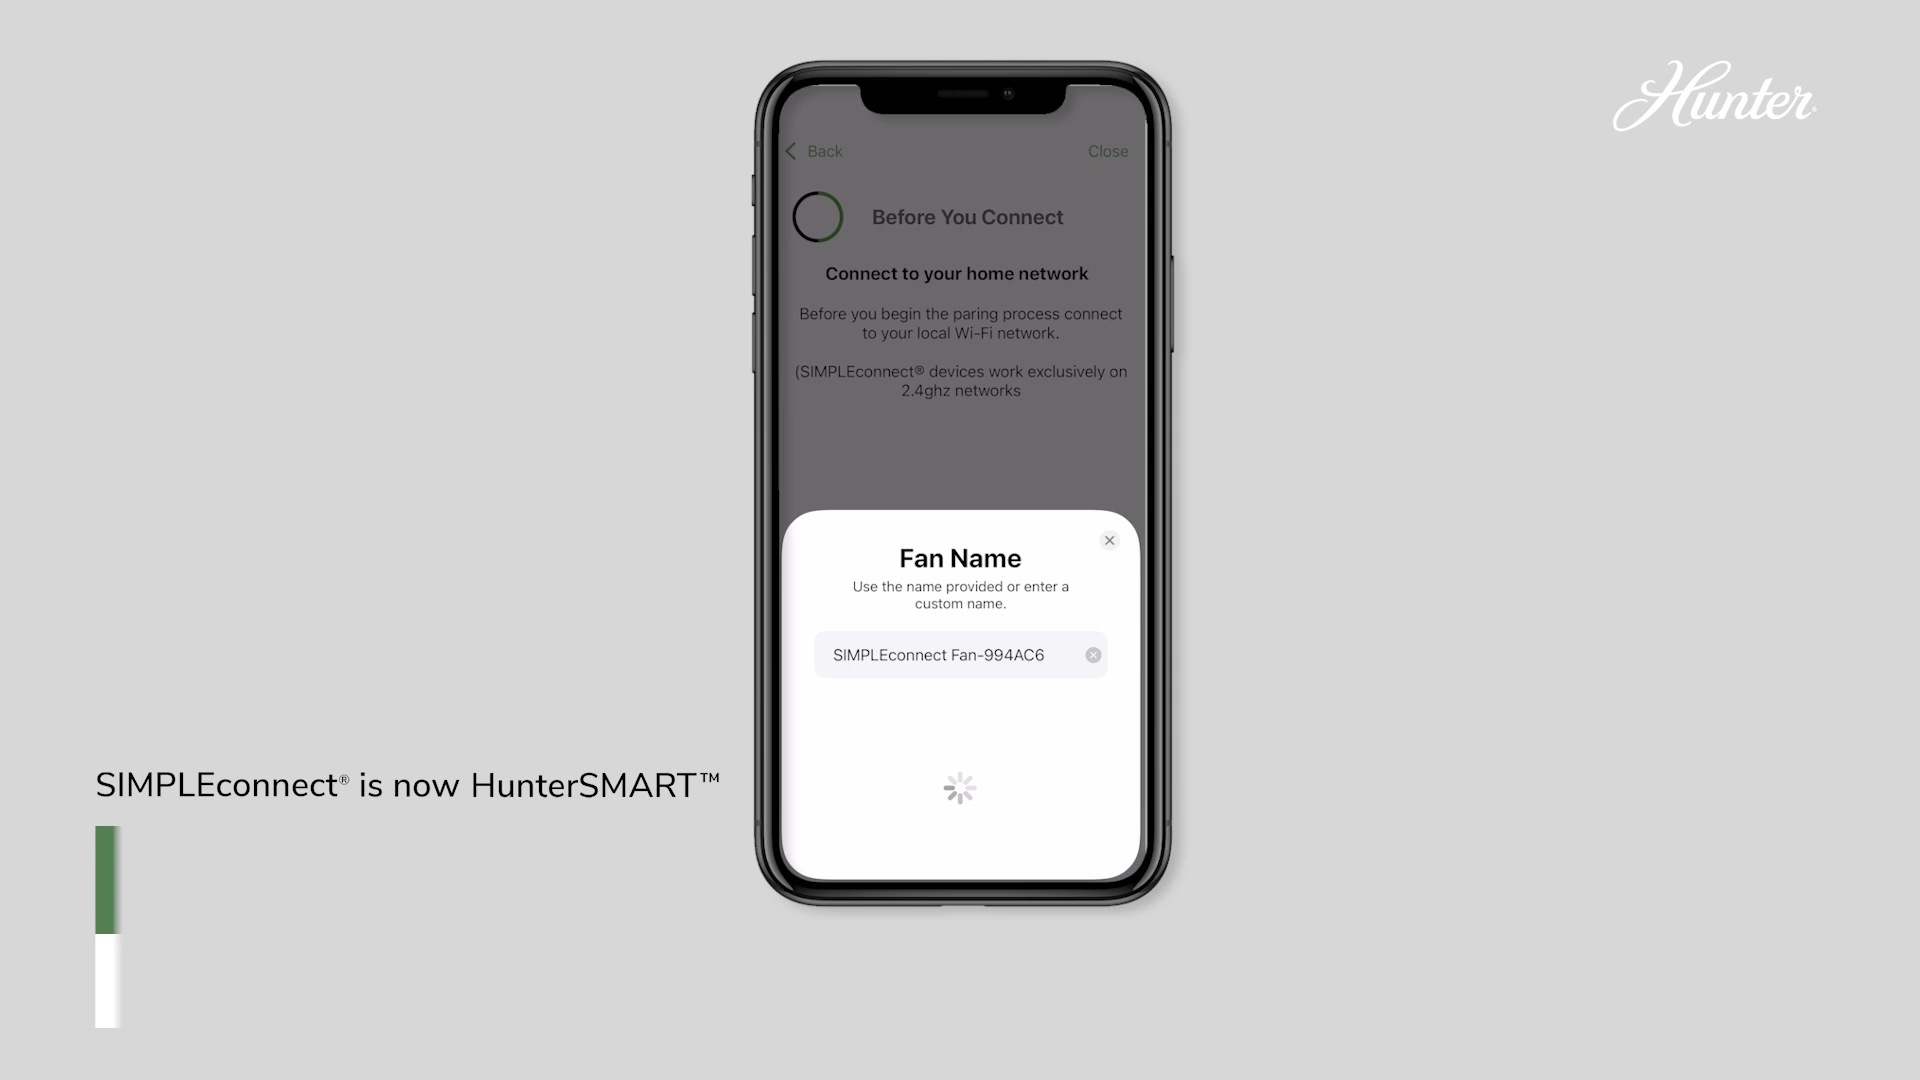 Hunter
Back
Close
Before You Connect
Connect to your home network
Before you begin the paring process connect
to your local Wi-Fi network.
(SIMPLEconnect® devices work exclusively on
2.4ghz networks
Fan Name
Use the name provided or enter a
custom name.
SIMPLEconnect Fan-994AC6
SIMPLEconnect® is now HunterSMART™